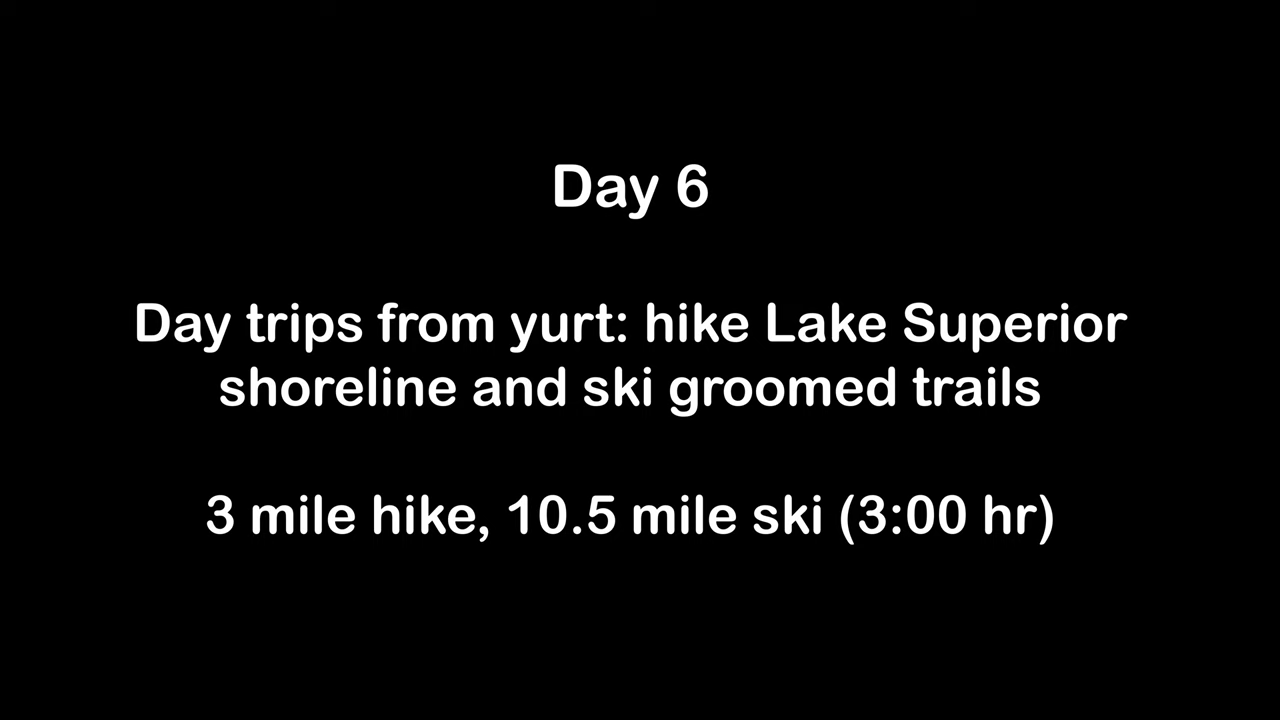 Day 6
Day trips from yurt: hike Lake Superior
shoreline and ski groomed trails
3 mile hike, 10.5 mile ski (3:00 hr)